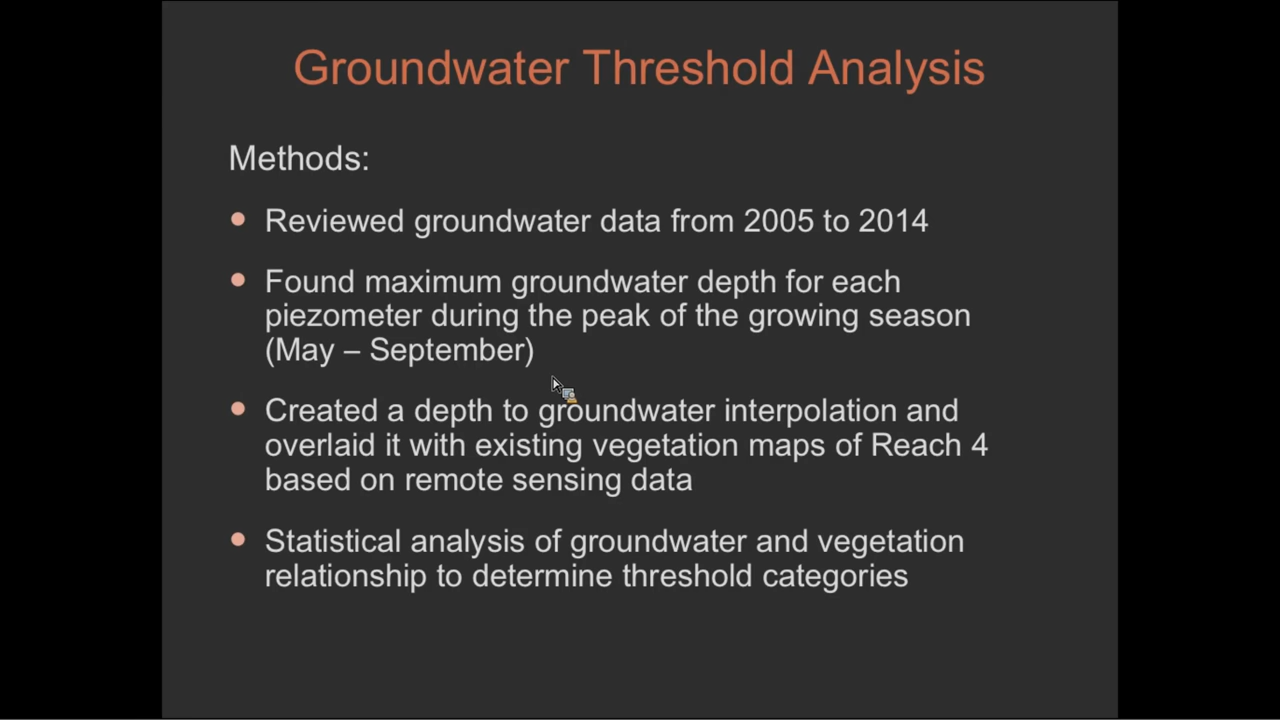 Groundwater Threshold Analysis
Methods:
• Reviewed groundwater data from 2005 to 2014
• Found maximum groundwater depth for each
piezometer during the peak of the growing season
(May – September)
• Created a depth to groundwater interpolation and
overlaid it with existing vegetation maps of Reach 4
based on remote sensing data
• Statistical analysis of groundwater and vegetation
relationship to determine threshold categories